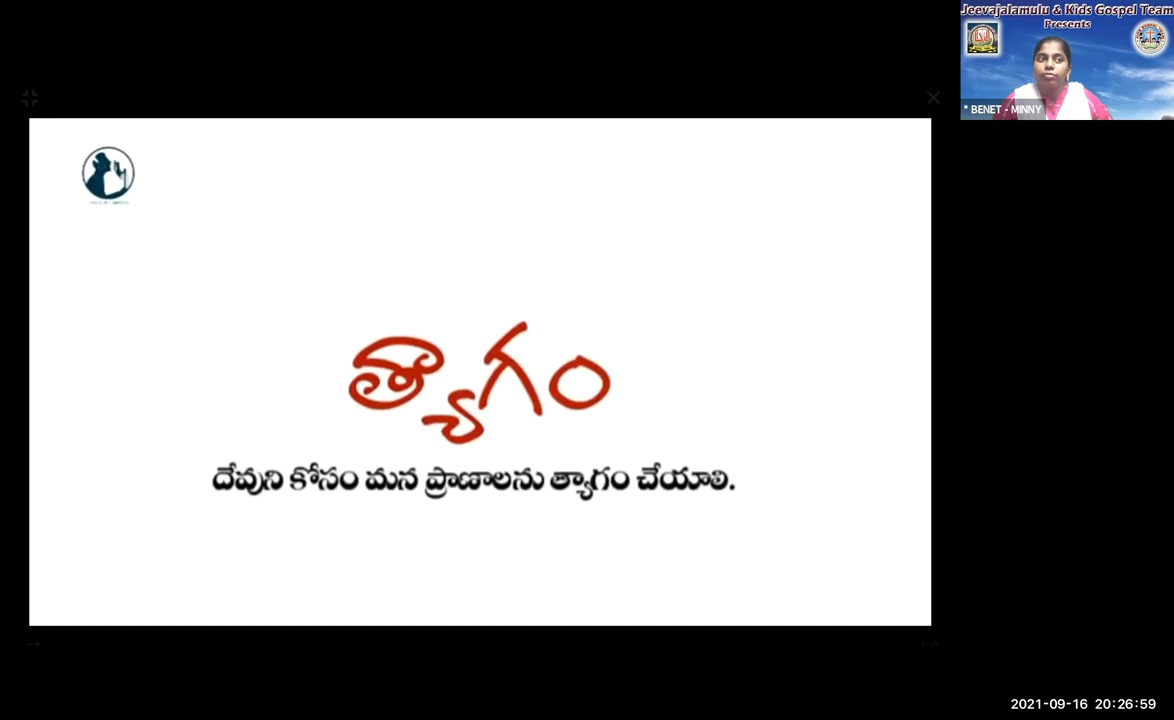 Jeevajalamulu & Kids Gospel Team
Presents
* BENET - MINNY
త్యాగం
దేవుని కోసం మన ప్రాణాలను త్యాగం చేయాలి.
2021-09-16 20:26:59